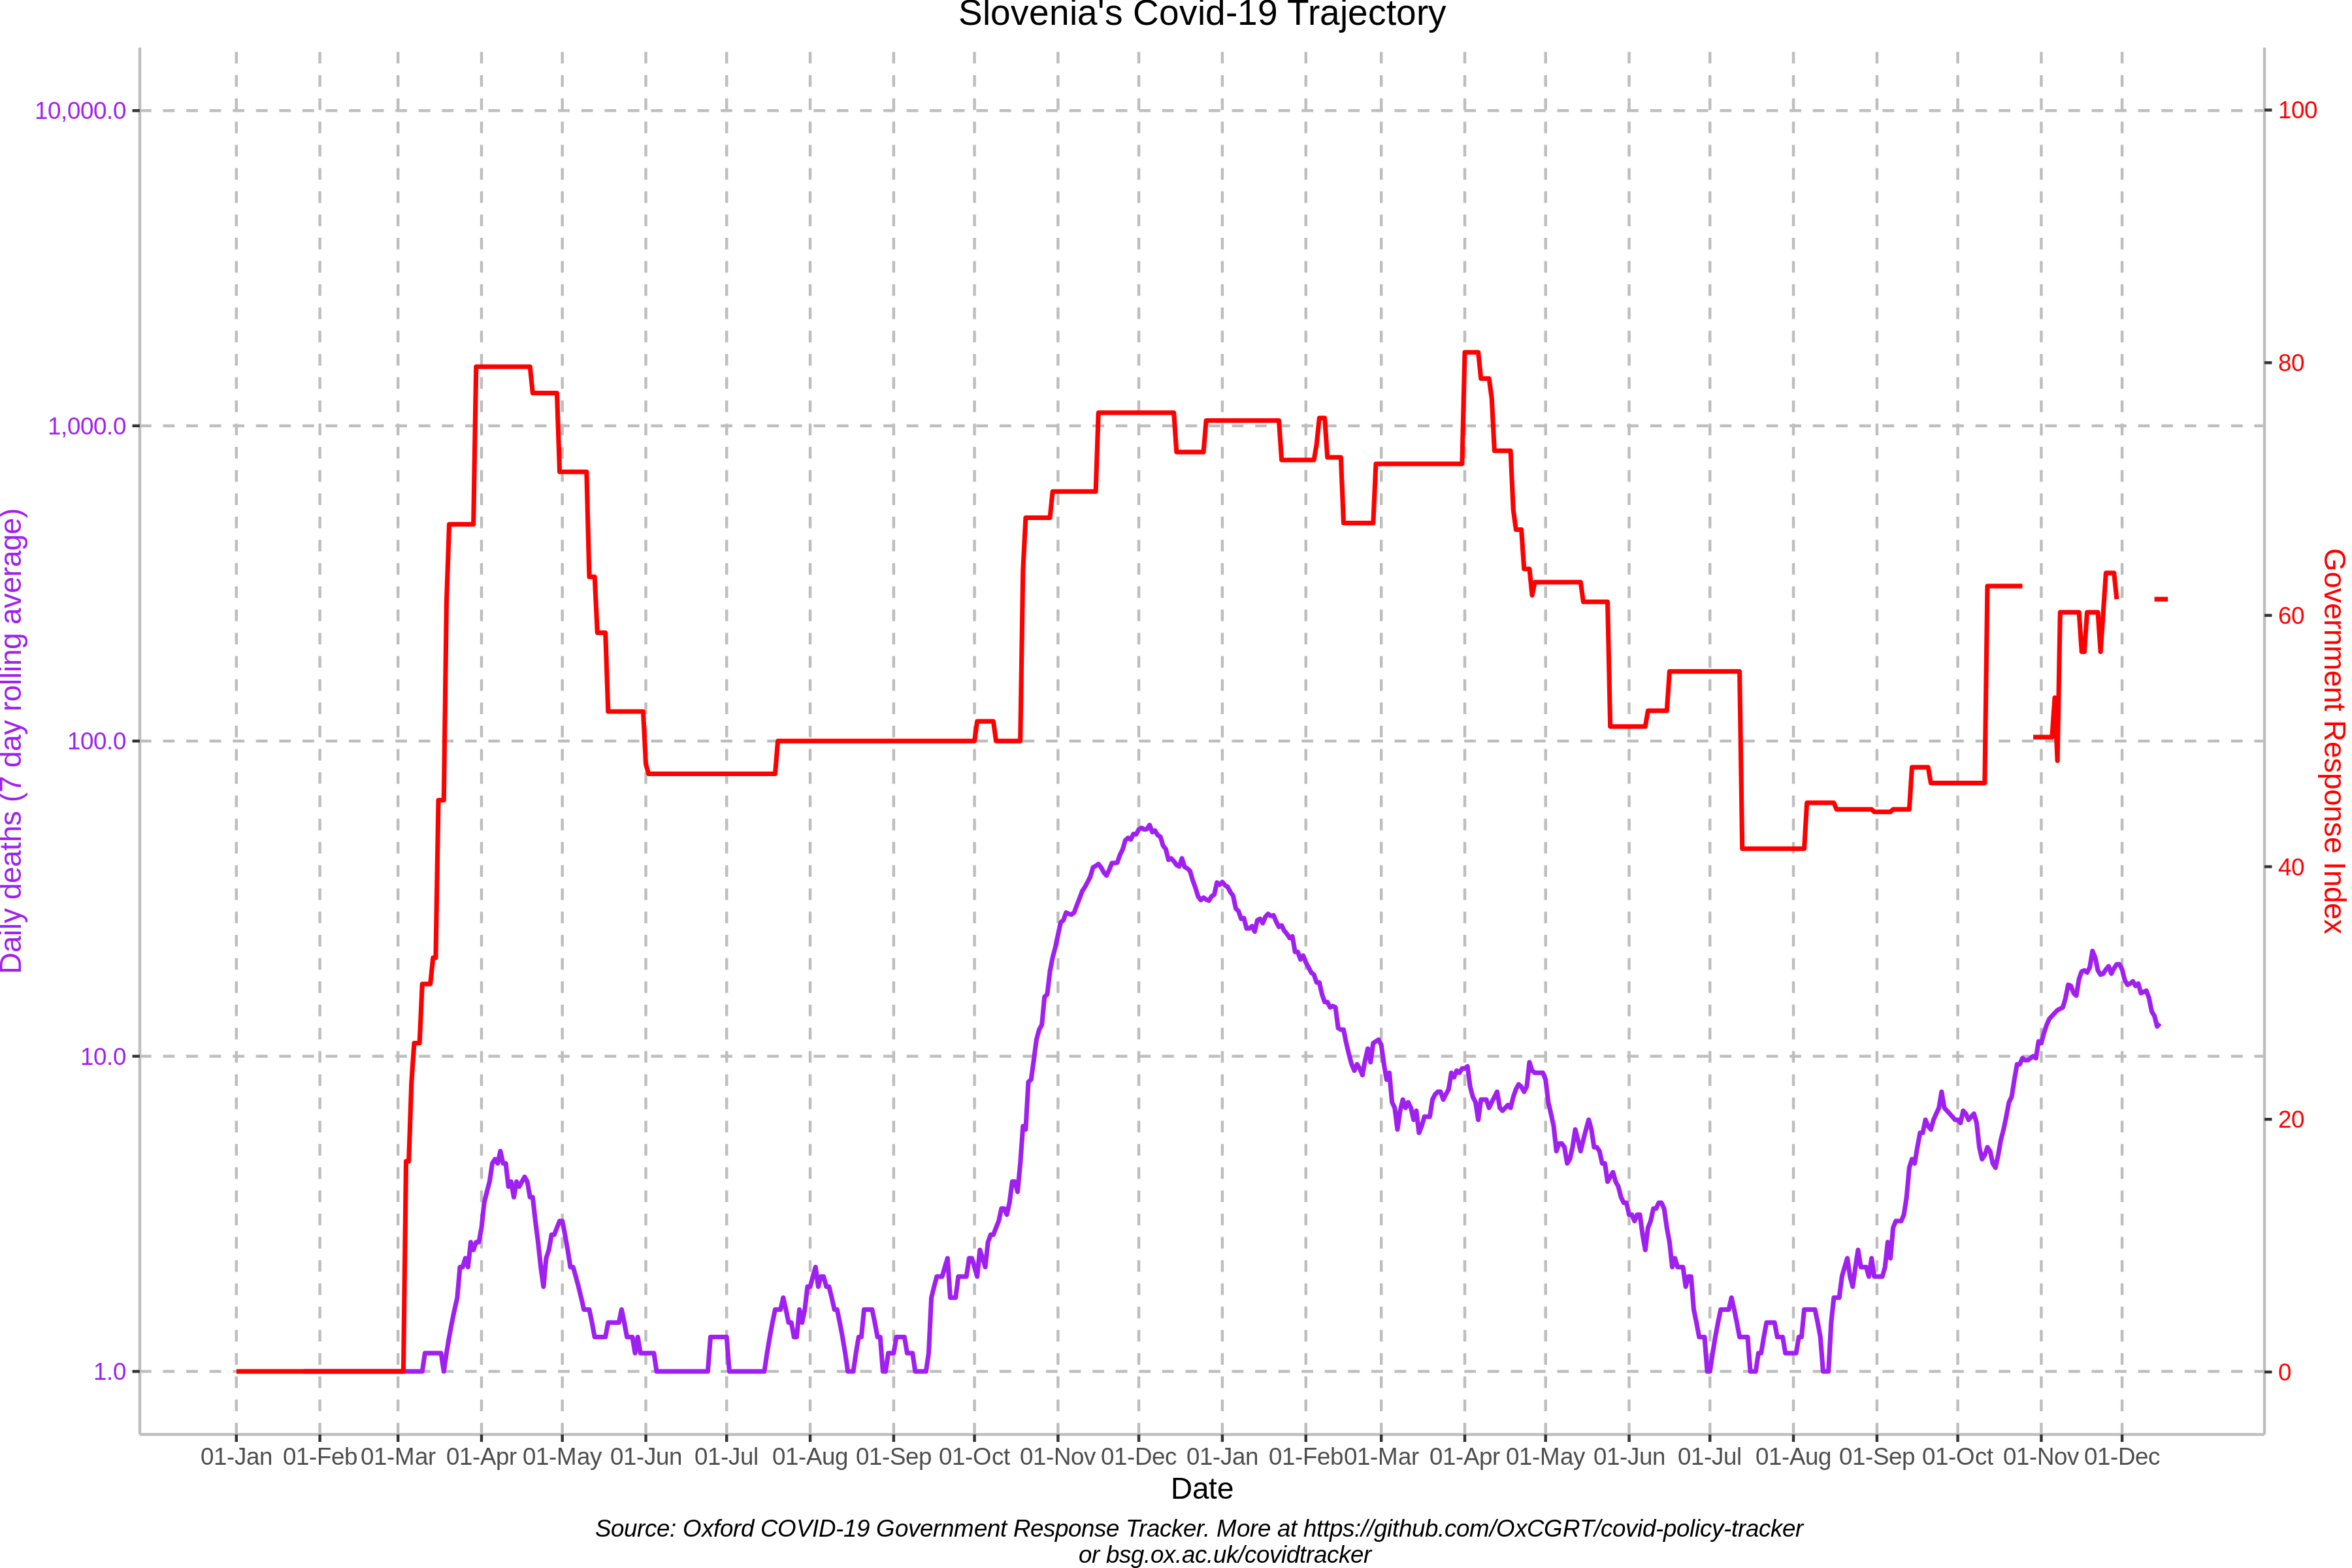 Slovenia's Covid-19 Trajectory
Daily deaths (7 day rolling average)
10,000.0
1,000.0
100.0
10.0
1.0
100
80
60
40
20
0
Government Response Index
01-Jan 01-Feb 01-Mar 01-Apr 01-May 01-Jun 01-Jul 01-Aug 01-Sep 01-Oct 01-Nov 01-Dec 01-Jan 01-Feb 01-Mar 01-Apr 01-May 01-Jun 01-Jul 01-Aug 01-Sep 01-Oct 01-Nov 01-Dec
Date
Source: Oxford COVID-19 Government Response Tracker. More at https://github.com/OxCGRT/covid-policy-tracker
or bsg.ox.ac.uk/covidtracker